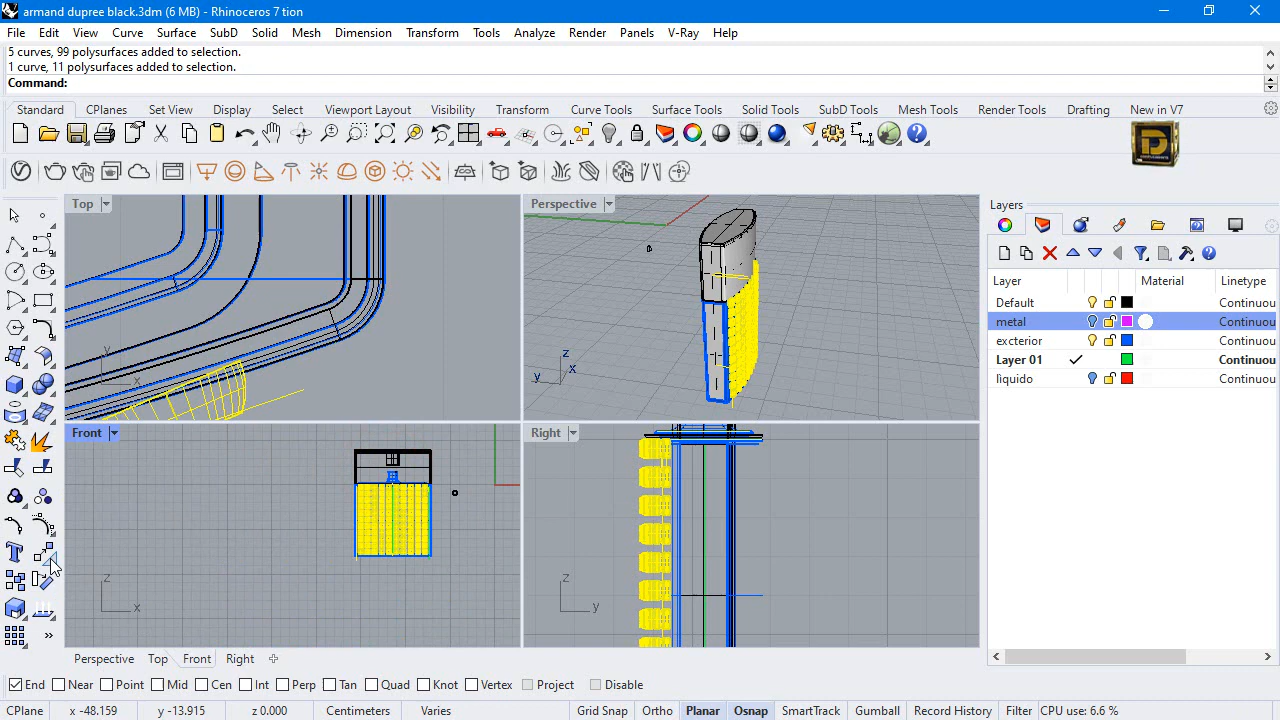 armand dupree black.3dm (6 MB) - Rhinoceros 7 tion
File Edit View Curve Surface SubD Solid Mesh Dimension Transform Tools Analyze Render Panels V-Ray Help
5 curves, 99 polysurfaces added to selection.
1 curve, 11 polysurfaces added to selection.
Command:
Standard CPlanes Set View Display Select Viewport Layout Visibility Transform Curve Tools Surface Tools Solid Tools SubD Tools Mesh Tools Render Tools Drafting New in V7
Top
Perspective
Layers
Layer Material Linetype
Default Continuou
metal Continuou
excterior Continuou
Layer 01 Continuou
liquido Continuou
y
x
z
y x
Front
Right
z
x
z
y
Perspective Top Front Right
End Near Point Mid Cen Int Perp Tan Quad Knot Vertex Project Disable
CPlane x -48.159 y -13.915 z 0.000 Centimeters Varies Grid Snap Ortho Planar Osnap SmartTrack Gumball Record History Filter CPU use: 6.6 %